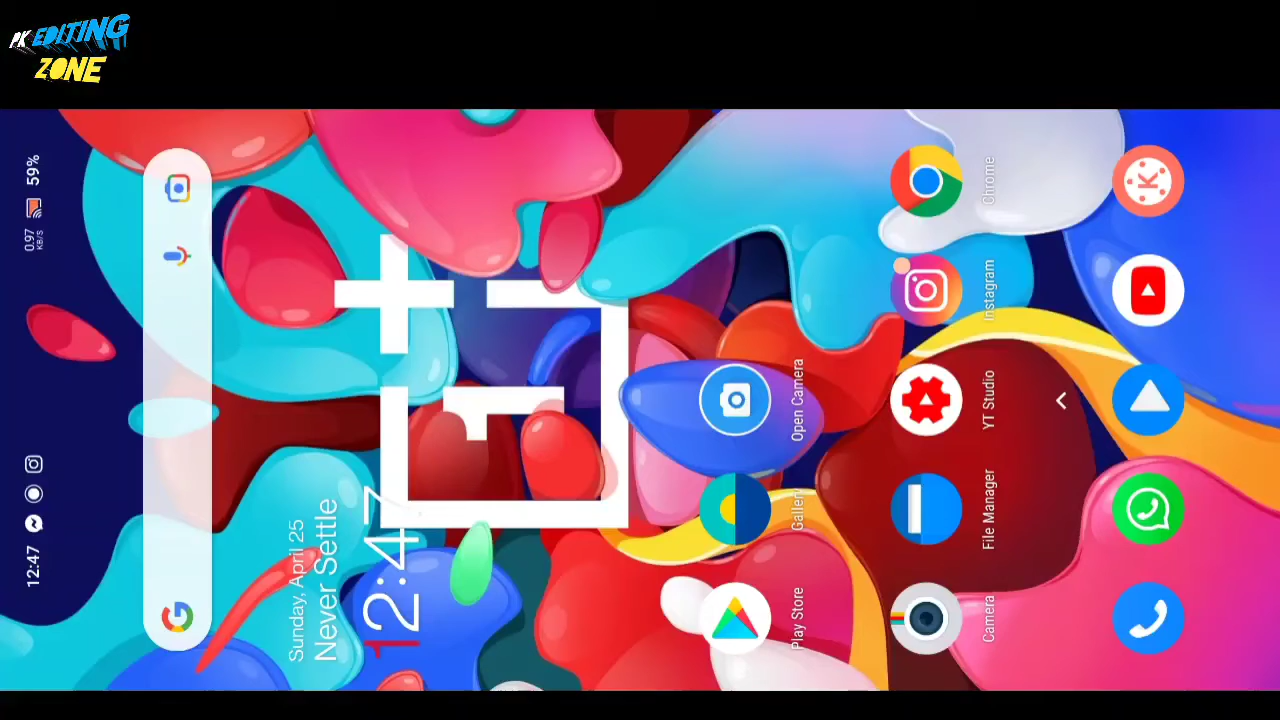 PK EDITING
ZONE
12:47
0.97
KB/S
59%
Sunday, April 25
Never Settle
12:47
Play Store
Gallery
Open Camera
Camera
File Manager
YT Studio
Instagram
Chrome